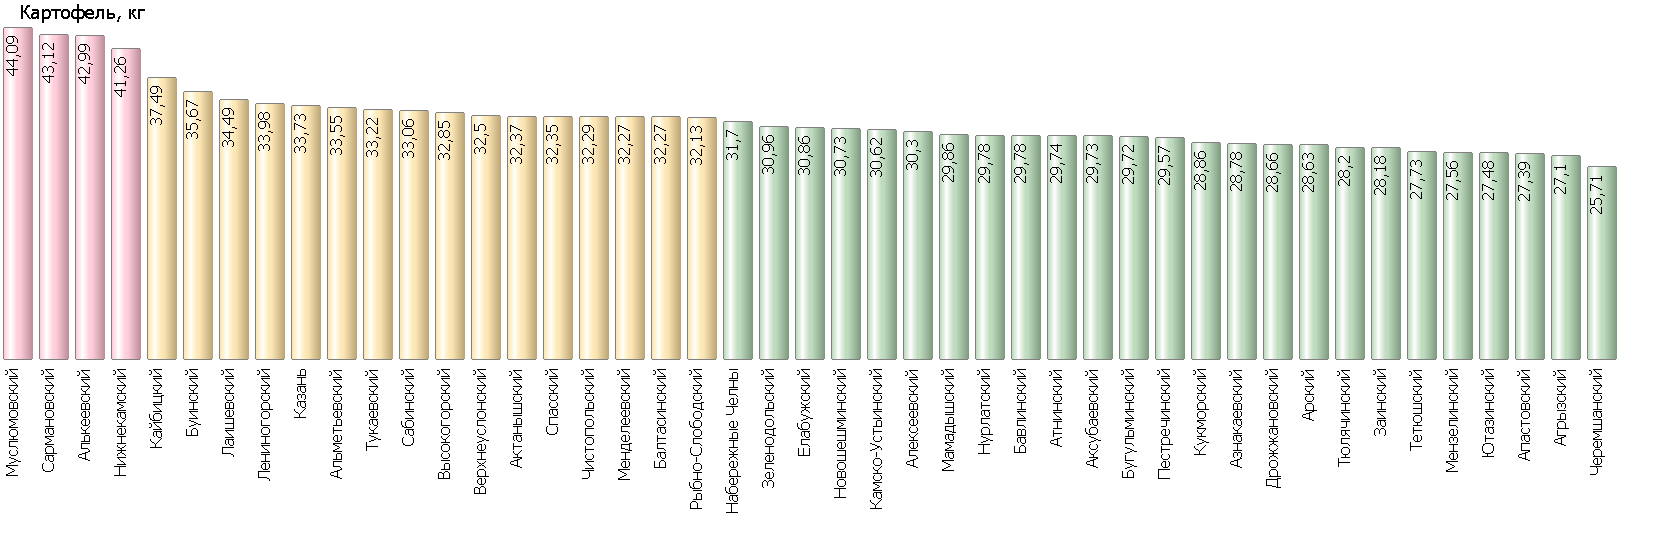 Картофель, кг
44,09
43,12
42,99
41,26
37,49
35,67
34,49
33,98
33,73
33,55
33,22
33,06
32,85
32,5
32,37
32,35
32,29
32,27
32,27
32,13
31,7
30,96
30,86
30,73
30,62
30,3
29,86
29,78
29,78
29,74
29,73
29,72
29,57
28,86
28,78
28,66
28,63
28,2
28,18
27,73
27,56
27,48
27,39
27,1
25,71
Муслюмовский
Сармановский
Алькеевский
Нижнекамский
Кайбицкий
Буинский
Лаишевский
Лениногорский
Казань
Альметьевский
Тукаевский
Сабинский
Высокогорский
Верхнеуслонский
Актанышский
Спасский
Чистопольский
Менделеевский
Балтасинский
Рыбно-Слободский
Набережные Челны
Зеленодольский
Елабужский
Новошешминский
Камско-Устьинский
Алексеевский
Мамадышский
Нурлатский
Бавлинский
Атнинский
Аксубаевский
Бугульминский
Пестречинский
Кукморский
Азнакаевский
Дрожжановский
Арский
Тюлячинский
Заинский
Тетюшский
Мензелинский
Ютазинский
Апастовский
Агрызский
Черемшанский